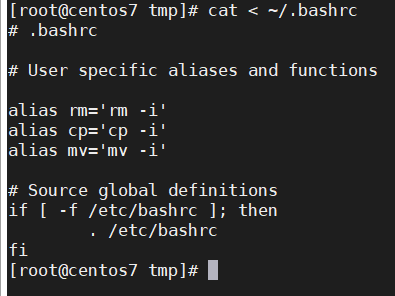 [root@centos7 tmp]# cat < ~/.bashrc
# .bashrc

# User specific aliases and functions

alias rm='rm -i'
alias cp='cp -i'
alias mv='mv -i'

# Source global definitions
if [ -f /etc/bashrc ]; then
        . /etc/bashrc
fi
[root@centos7 tmp]#